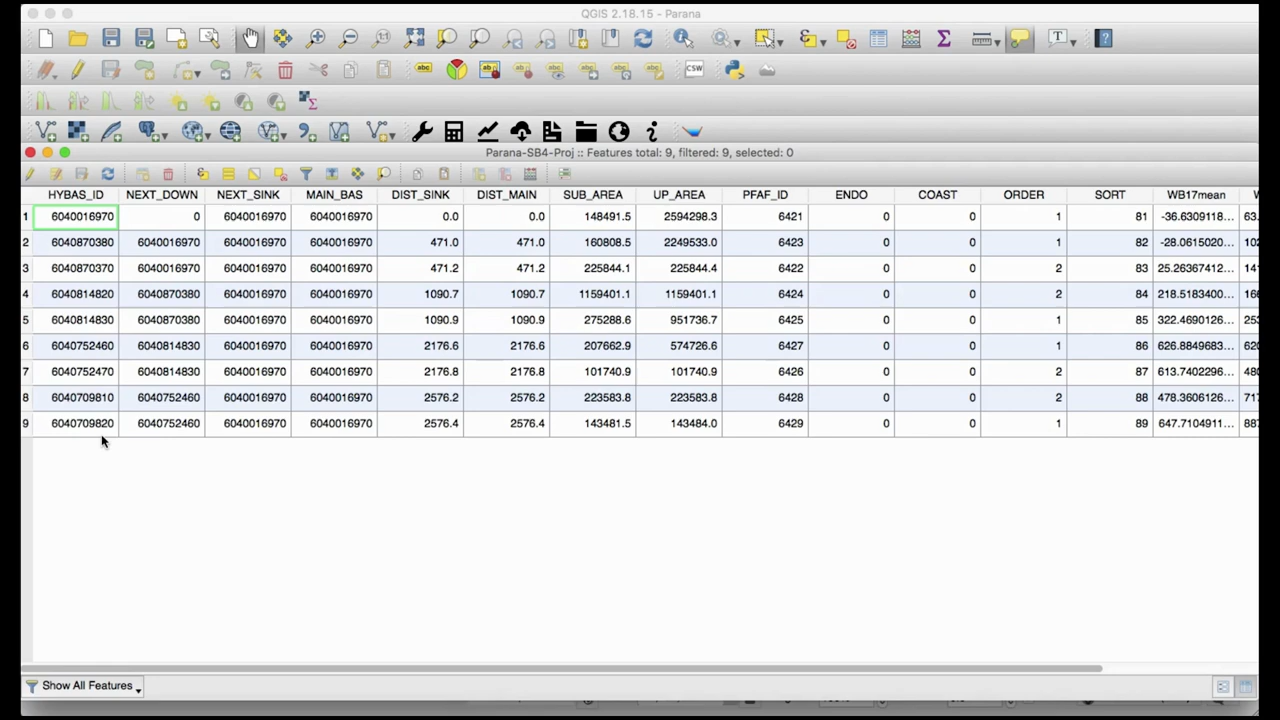 QGIS 2.18.15 - Parana
Parana-SB4-Proj :: Features total: 9, filtered: 9, selected: 0
HYBAS_ID NEXT_DOWN NEXT_SINK MAIN_BAS DIST_SINK DIST_MAIN SUB_AREA UP_AREA PFAF_ID ENDO COAST ORDER SORT WB17mean
1 6040016970 0 6040016970 6040016970 0.0 0.0 148491.5 2594298.3 6421 0 0 1 81 -36.6309118... 63.
2 6040870380 6040016970 6040016970 6040016970 471.0 471.0 160808.5 2249533.0 6423 0 0 1 82 -28.0615020... 102
3 6040870370 6040016970 6040016970 6040016970 471.2 471.2 225844.1 225844.4 6422 0 0 2 83 25.26367412... 141
4 6040814820 6040870380 6040016970 6040016970 1090.7 1090.7 1159401.1 1159401.1 6424 0 0 2 84 218.5183400... 166
5 6040814830 6040870380 6040016970 6040016970 1090.9 1090.9 275288.6 951736.7 6425 0 0 1 85 322.4690126... 253
6 6040752460 6040814830 6040016970 6040016970 2176.6 2176.6 207662.9 574726.6 6427 0 0 1 86 626.8849683... 620
7 6040752470 6040814830 6040016970 6040016970 2176.8 2176.8 101740.9 101740.9 6426 0 0 2 87 613.7402296... 480
8 6040709810 6040752460 6040016970 6040016970 2576.2 2576.2 223583.8 223583.8 6428 0 0 2 88 478.3606126... 717
9 6040709820 6040752460 6040016970 6040016970 2576.4 2576.4 143481.5 143484.0 6429 0 0 1 89 647.7104911... 887
Show All Features